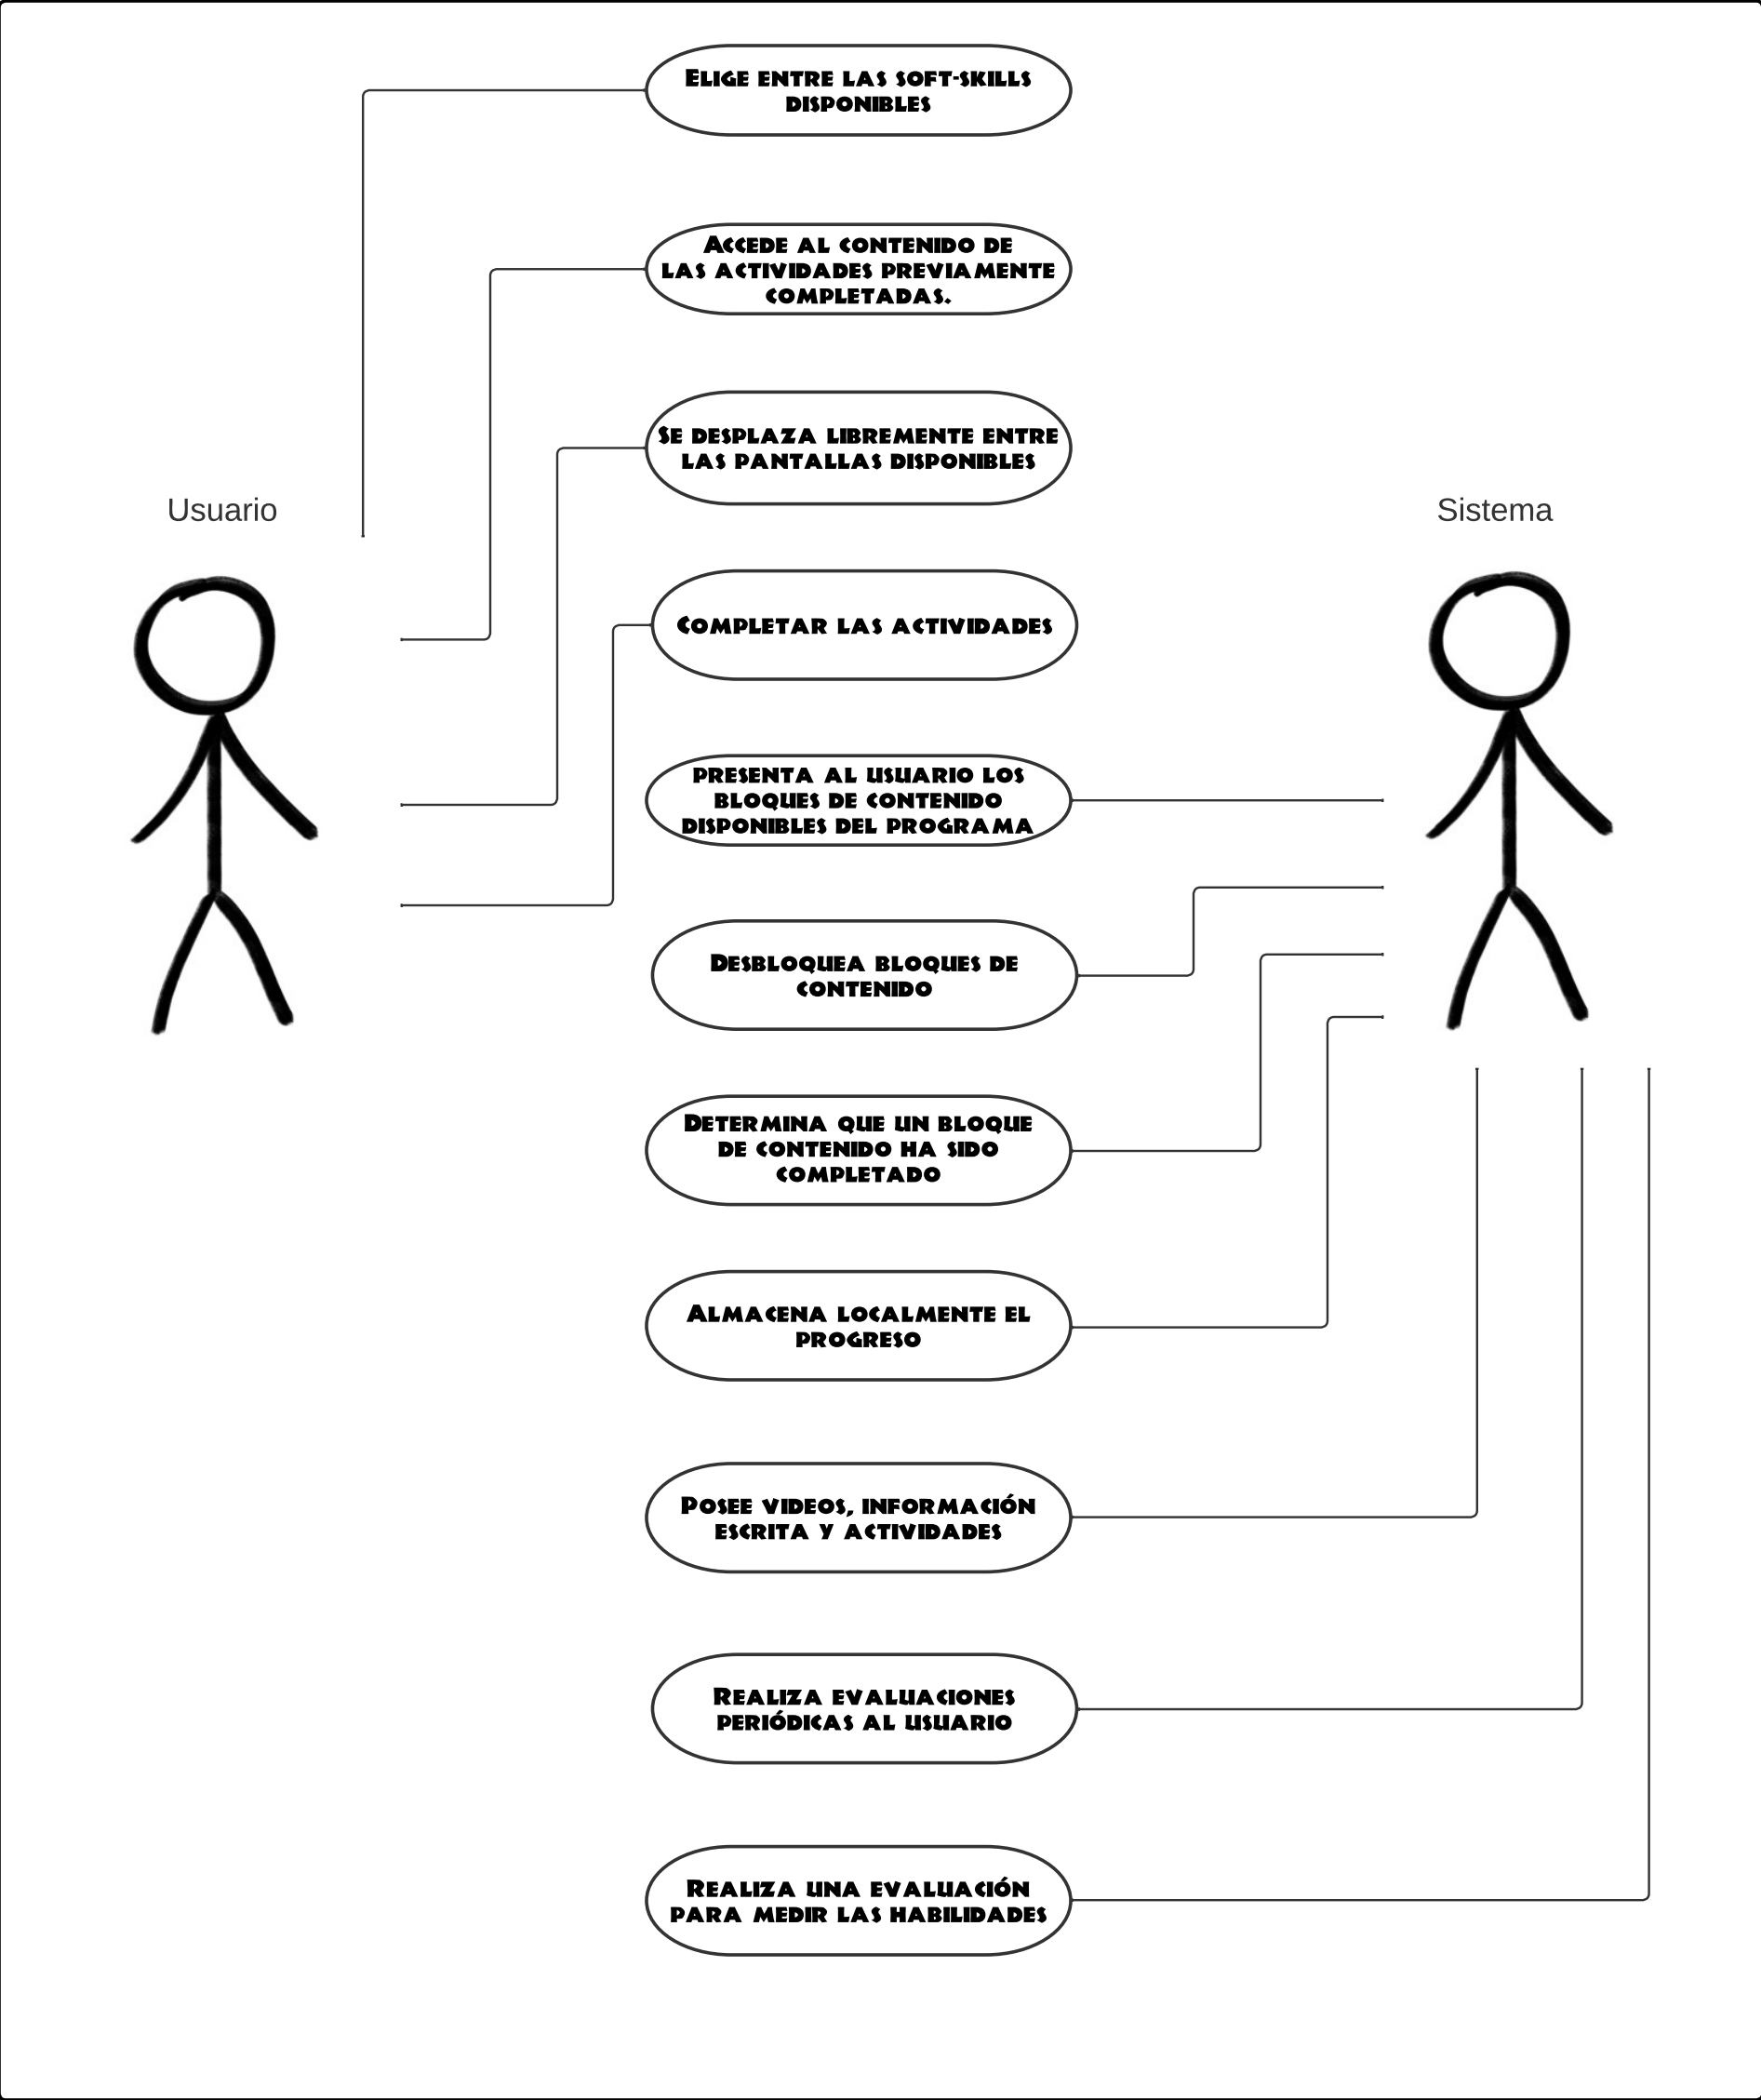 Elige entre las soft-skills
disponibles
Accede al contenido de
las actividades previamente
completadas.
Se desplaza libremente entre
las pantallas disponibles
Usuario
Sistema
Completar las actividades
presenta al usuario los
bloques de contenido
disponibles del programa
Desbloquea bloques de
contenido
Determina que un bloque
de contenido ha sido
completado
Almacena localmente el
progreso
Posee videos, información
escrita y actividades
Realiza evaluaciones
periódicas al usuario
Realiza una evaluación
para medir las habilidades